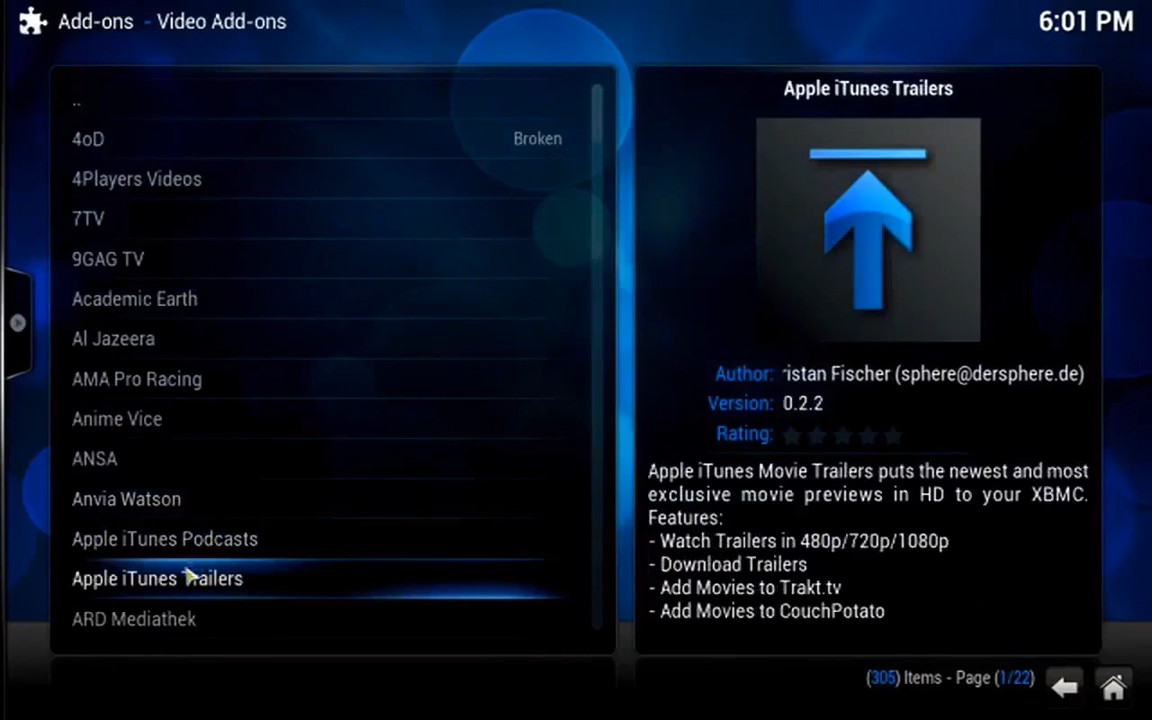 Add-ons - Video Add-ons
6:01 PM
..
4oD Broken
4Players Videos
7TV
9GAG TV
Academic Earth
Al Jazeera
AMA Pro Racing
Anime Vice
ANSA
Anvia Watson
Apple iTunes Podcasts
Apple iTunes Trailers
ARD Mediathek
Apple iTunes Trailers
Author: ristan Fischer (sphere@dersphere.de)
Version: 0.2.2
Rating:
Apple iTunes Movie Trailers puts the newest and most
exclusive movie previews in HD to your XBMC.
Features:
- Watch Trailers in 480p/720p/1080p
- Download Trailers
- Add Movies to Trakt.tv
- Add Movies to CouchPotato
(305) Items - Page (1/22)